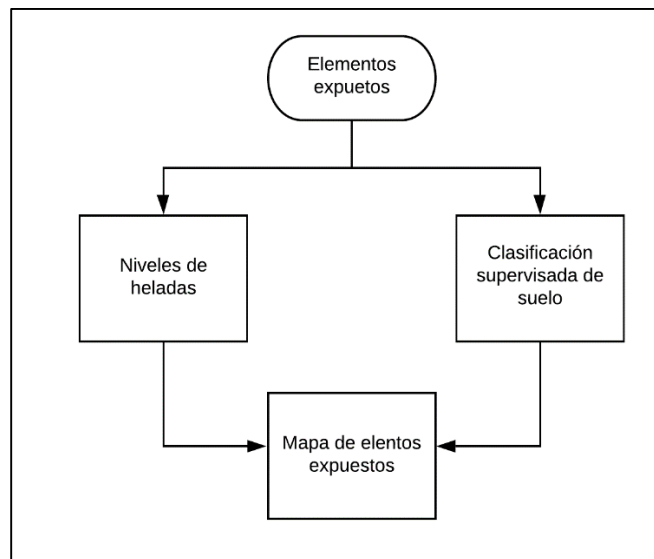 Elementos
expuetos
Niveles de
heladas
Clasificación
supervisada de
suelo
Mapa de elentos
expuestos